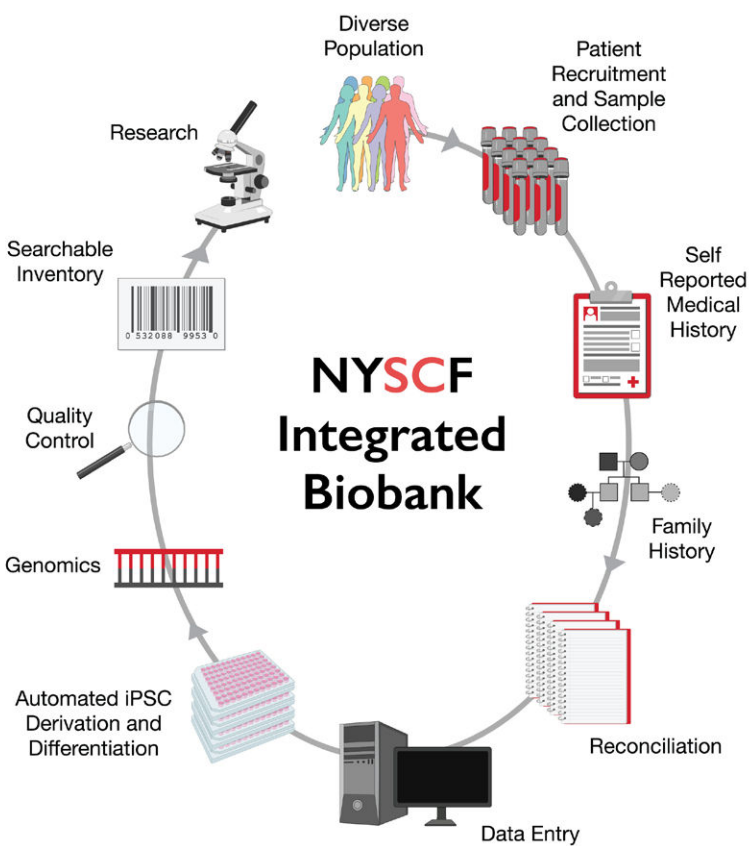 Diverse
Population
Patient
Recruitment
and Sample
Collection
Self
Reported
Medical
History
Family
History
Reconciliation
Data Entry
Automated iPSC
Derivation and
Differentiation
Genomics
Quality
Control
Searchable
Inventory
0 532088 9953 0
Research
NYSCF
Integrated
Biobank